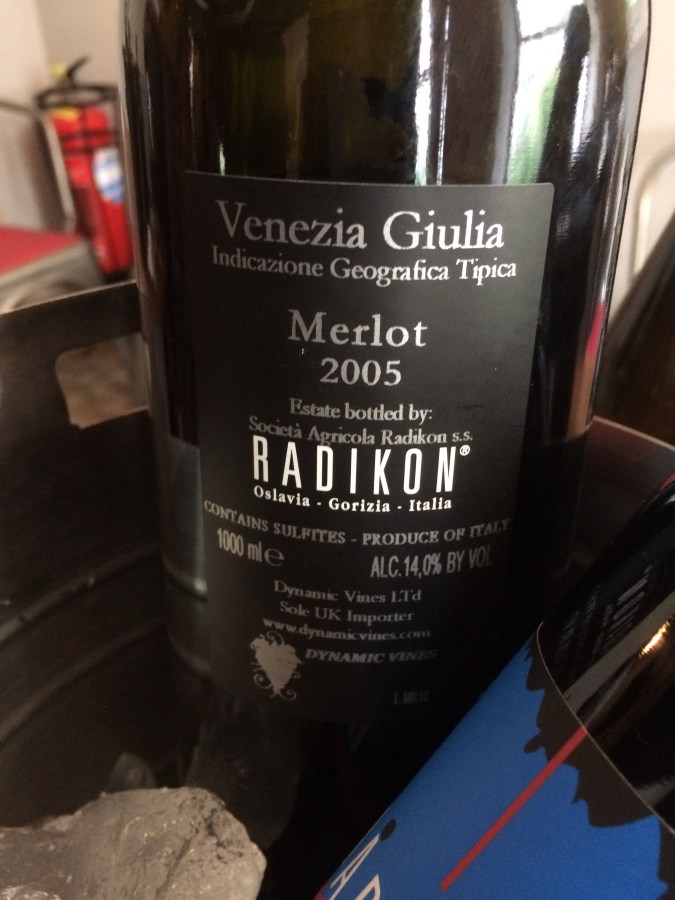 Venezia Giulia
Indicazione Geografica Tipica
Merlot
2005
Estate bottled by:
Società Agricola Radikon s.s.
RADIKON®
Oslavia - Gorizia - Italia
CONTAINS SULFITES - PRODUCE OF ITALY
1000 ml e ALC.14,0% BY VOL
Dynamic Vines LTd
Sole UK Importer
www.dynamicvines.com
DYNAMIC VINES